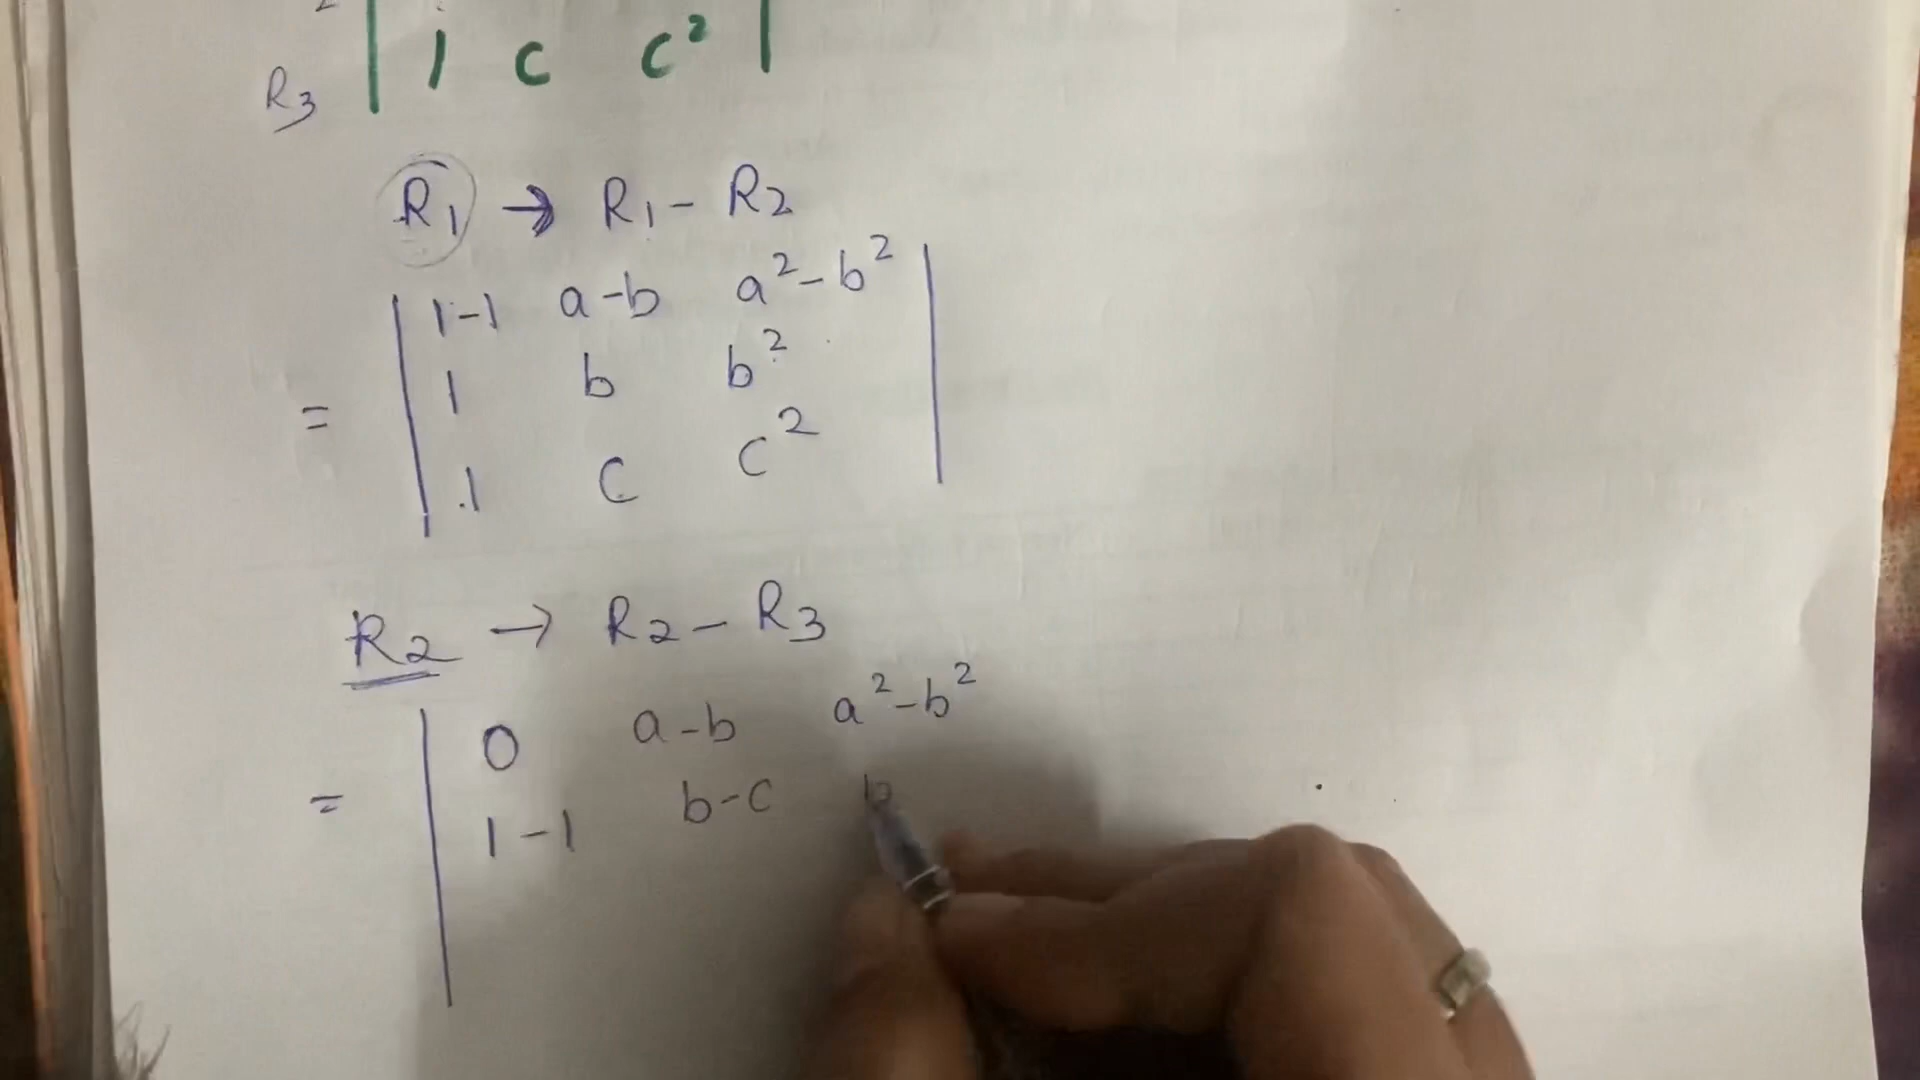 1 c c²
R₃
R₁ → R₁ - R₂
1-1 a-b a²-b²
1 b b²
=
1 c c²
R₂ → R₂ - R₃
0 a-b a²-b²
= 1-1 b-c b